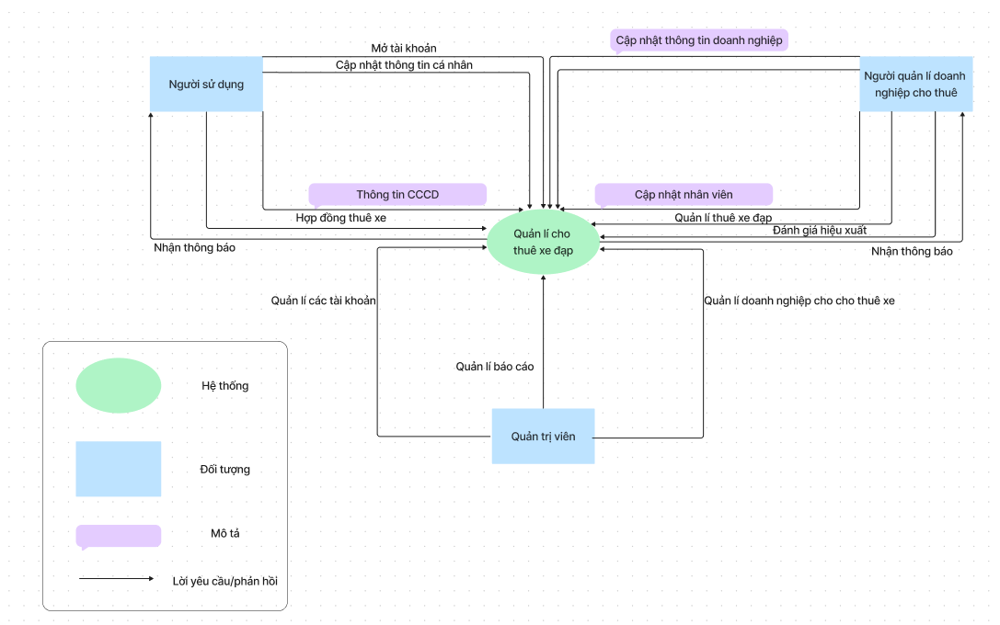 Cập nhật thông tin doanh nghiệp
Mở tài khoản
Cập nhật thông tin cá nhân
Người sử dụng
Người quản lí doanh
nghiệp cho thuê
Thông tin CCCD
Cập nhật nhân viên
Hợp đồng thuê xe
Quản lí thuê xe đạp
Đánh giá hiệu xuất
Quản lí cho
thuê xe đạp
Nhận thông báo
Nhận thông báo
Quản lí các tài khoản
Quản lí doanh nghiệp cho cho thuê xe
Quản lí báo cáo
Quản trị viên
Hệ thống
Đối tượng
Mô tả
Lời yêu cầu/phản hồi